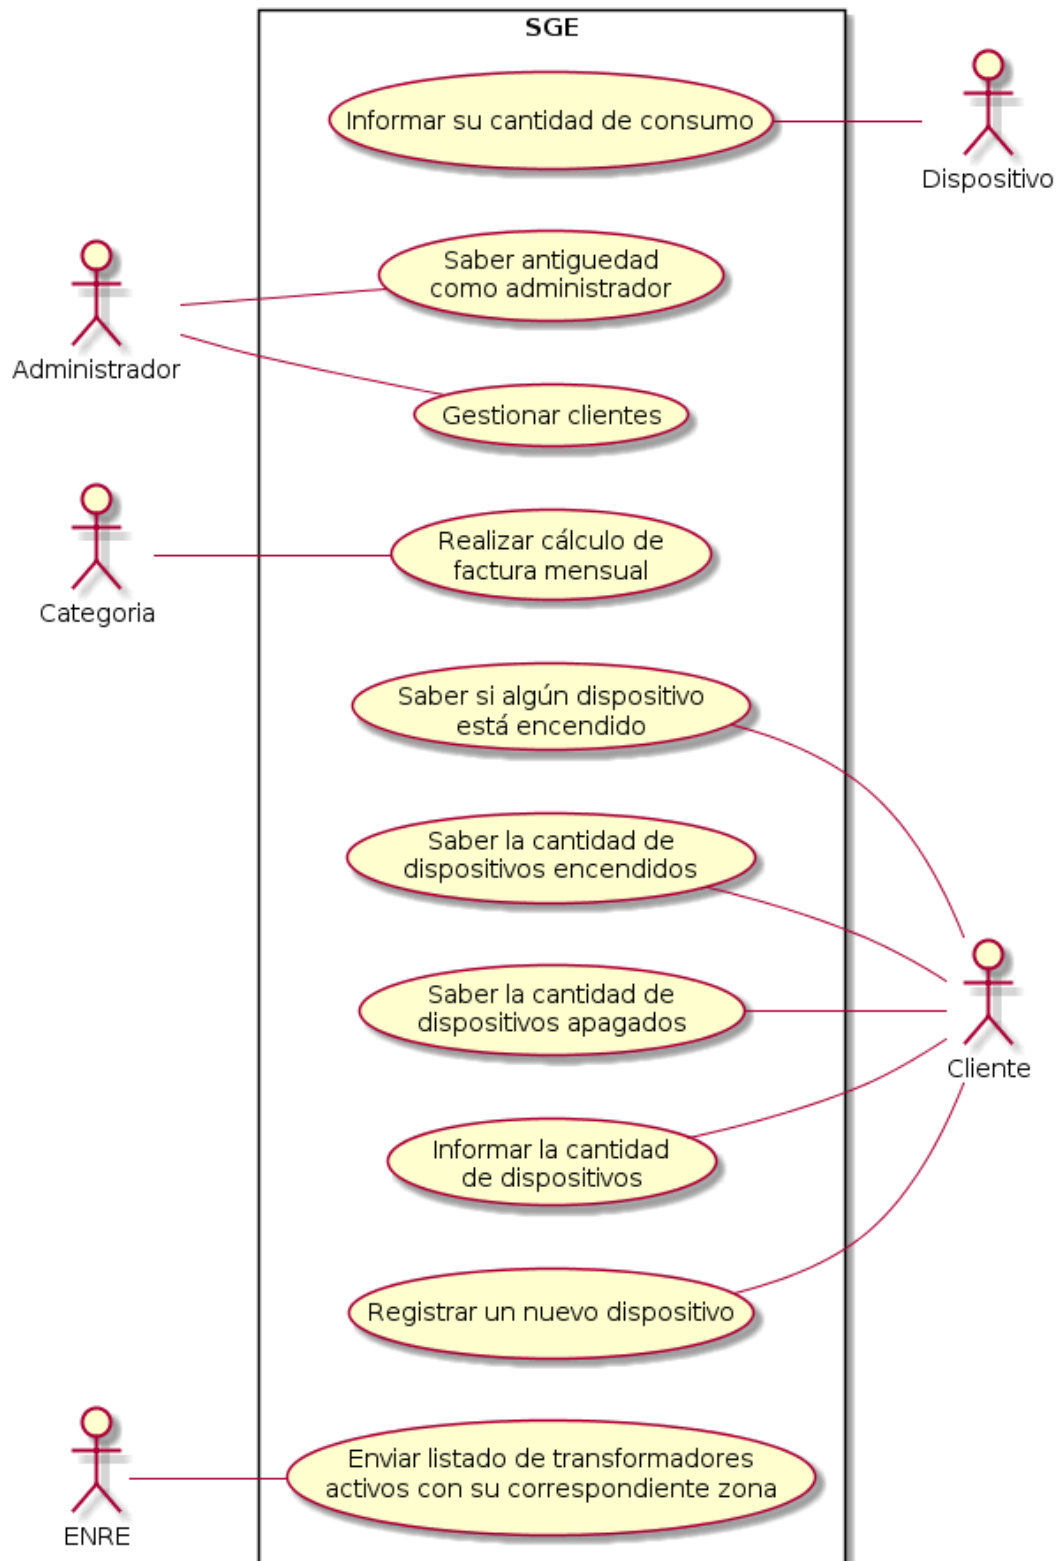 SGE
Informar su cantidad de consumo
Dispositivo
Saber antiguedad
como administrador
Administrador
Gestionar clientes
Realizar cálculo de
factura mensual
Categoria
Saber si algún dispositivo
está encendido
Saber la cantidad de
dispositivos encendidos
Saber la cantidad de
dispositivos apagados
Cliente
Informar la cantidad
de dispositivos
Registrar un nuevo dispositivo
Enviar listado de transformadores
activos con su correspondiente zona
ENRE